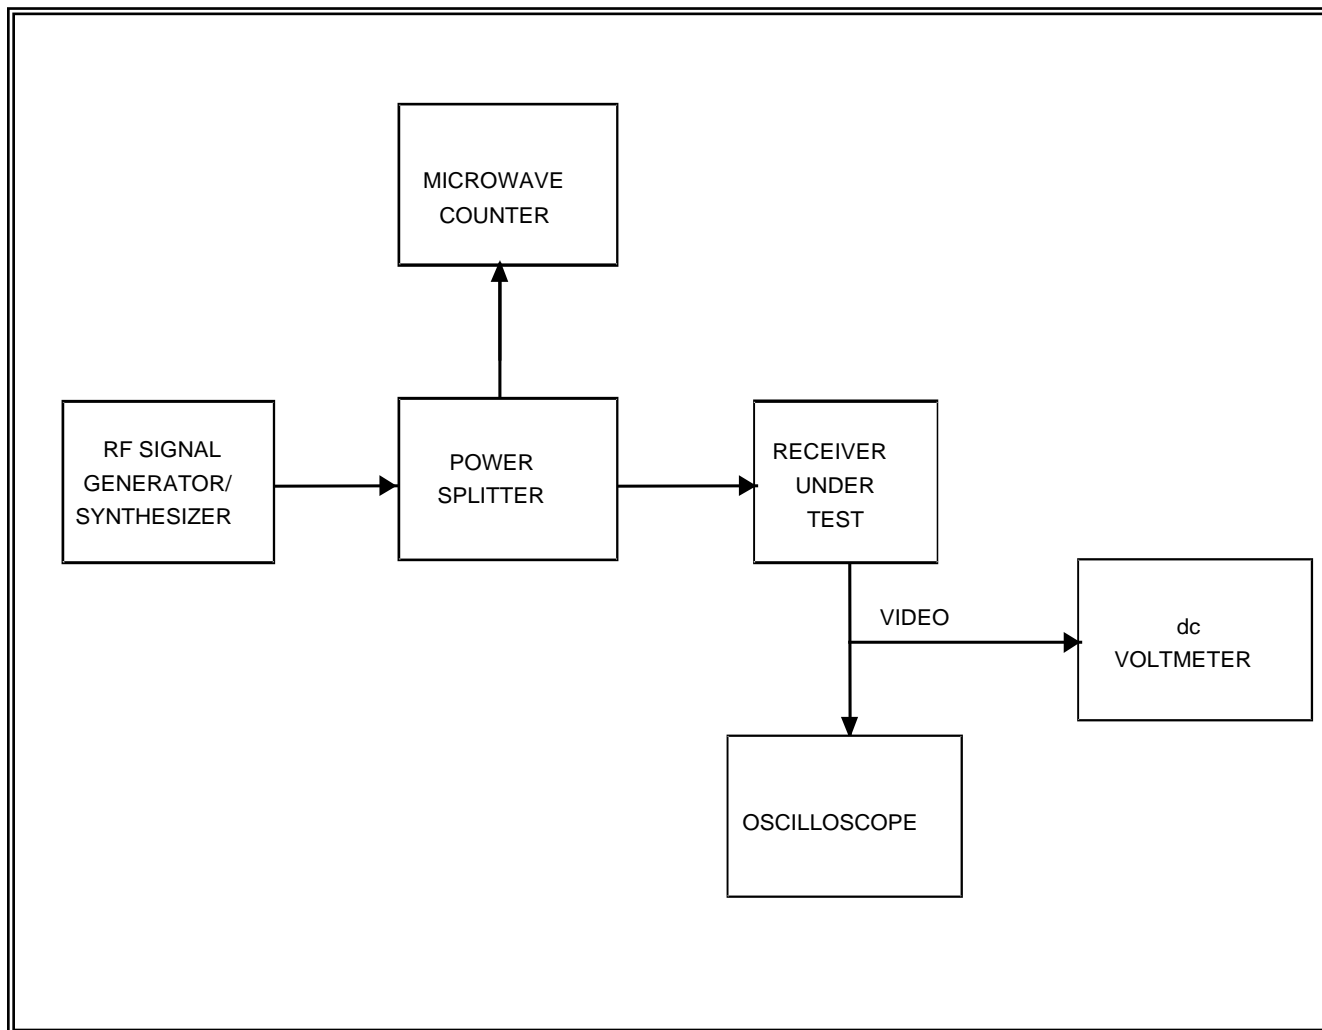 MICROWAVE
COUNTER
RF SIGNAL
GENERATOR/
SYNTHESIZER
POWER
SPLITTER
RECEIVER
UNDER
TEST
VIDEO
dc
VOLTMETER
OSCILLOSCOPE